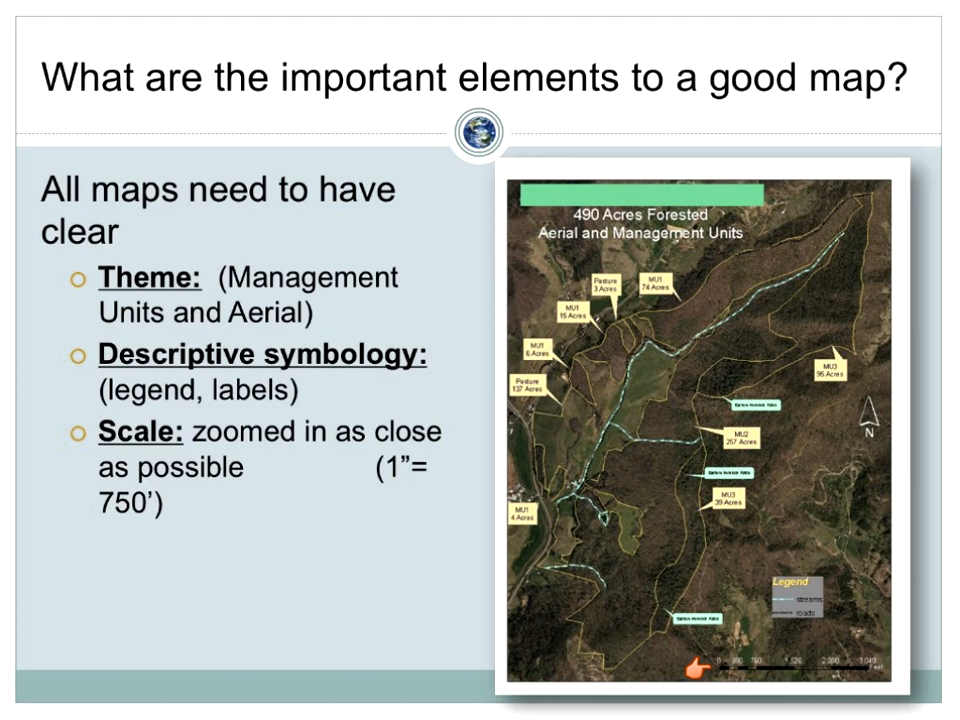 What are the important elements to a good map?
All maps need to have
clear
Theme: (Management
Units and Aerial)
Descriptive symbology:
(legend, labels)
Scale: zoomed in as close
as possible (1”=
750’)
490 Acres Forested
Aerial and Management Units
Pasture
3 Acres
MU1
74 Acres
MU1
15 Acres
MU1
6 Acres
Pasture
137 Acres
MU3
95 Acres
MU2
257 Acres
MU3
39 Acres
MU1
4 Acres
N
Legend
streams
roads
0